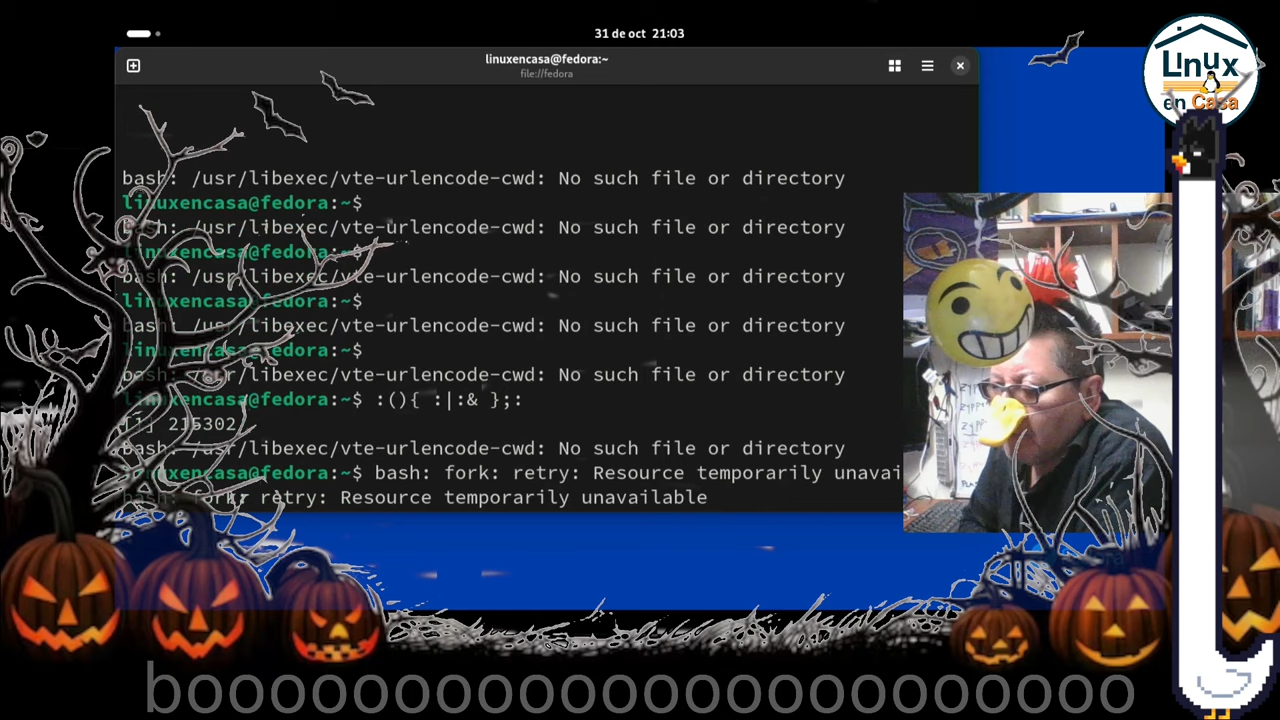 31 de oct 21:03
linuxencasa@fedora:~
file://fedora
Linux
en Casa
bash: /usr/libexec/vte-urlencode-cwd: No such file or directory
linuxencasa@fedora:~$
bash: /usr/libexec/vte-urlencode-cwd: No such file or directory
linuxencasa@fedora:~$
bash: /usr/libexec/vte-urlencode-cwd: No such file or directory
linuxencasa@fedora:~$
bash: /usr/libexec/vte-urlencode-cwd: No such file or directory
linuxencasa@fedora:~$
bash: /usr/libexec/vte-urlencode-cwd: No such file or directory
linuxencasa@fedora:~$ :(){ :|:& };:
[1] 215302
bash: /usr/libexec/vte-urlencode-cwd: No such file or directory
linuxencasa@fedora:~$ bash: fork: retry: Resource temporarily unavai
bash: fork: retry: Resource temporarily unavailable
ZYPP
ZYPP
booooooooooooooooooooooo